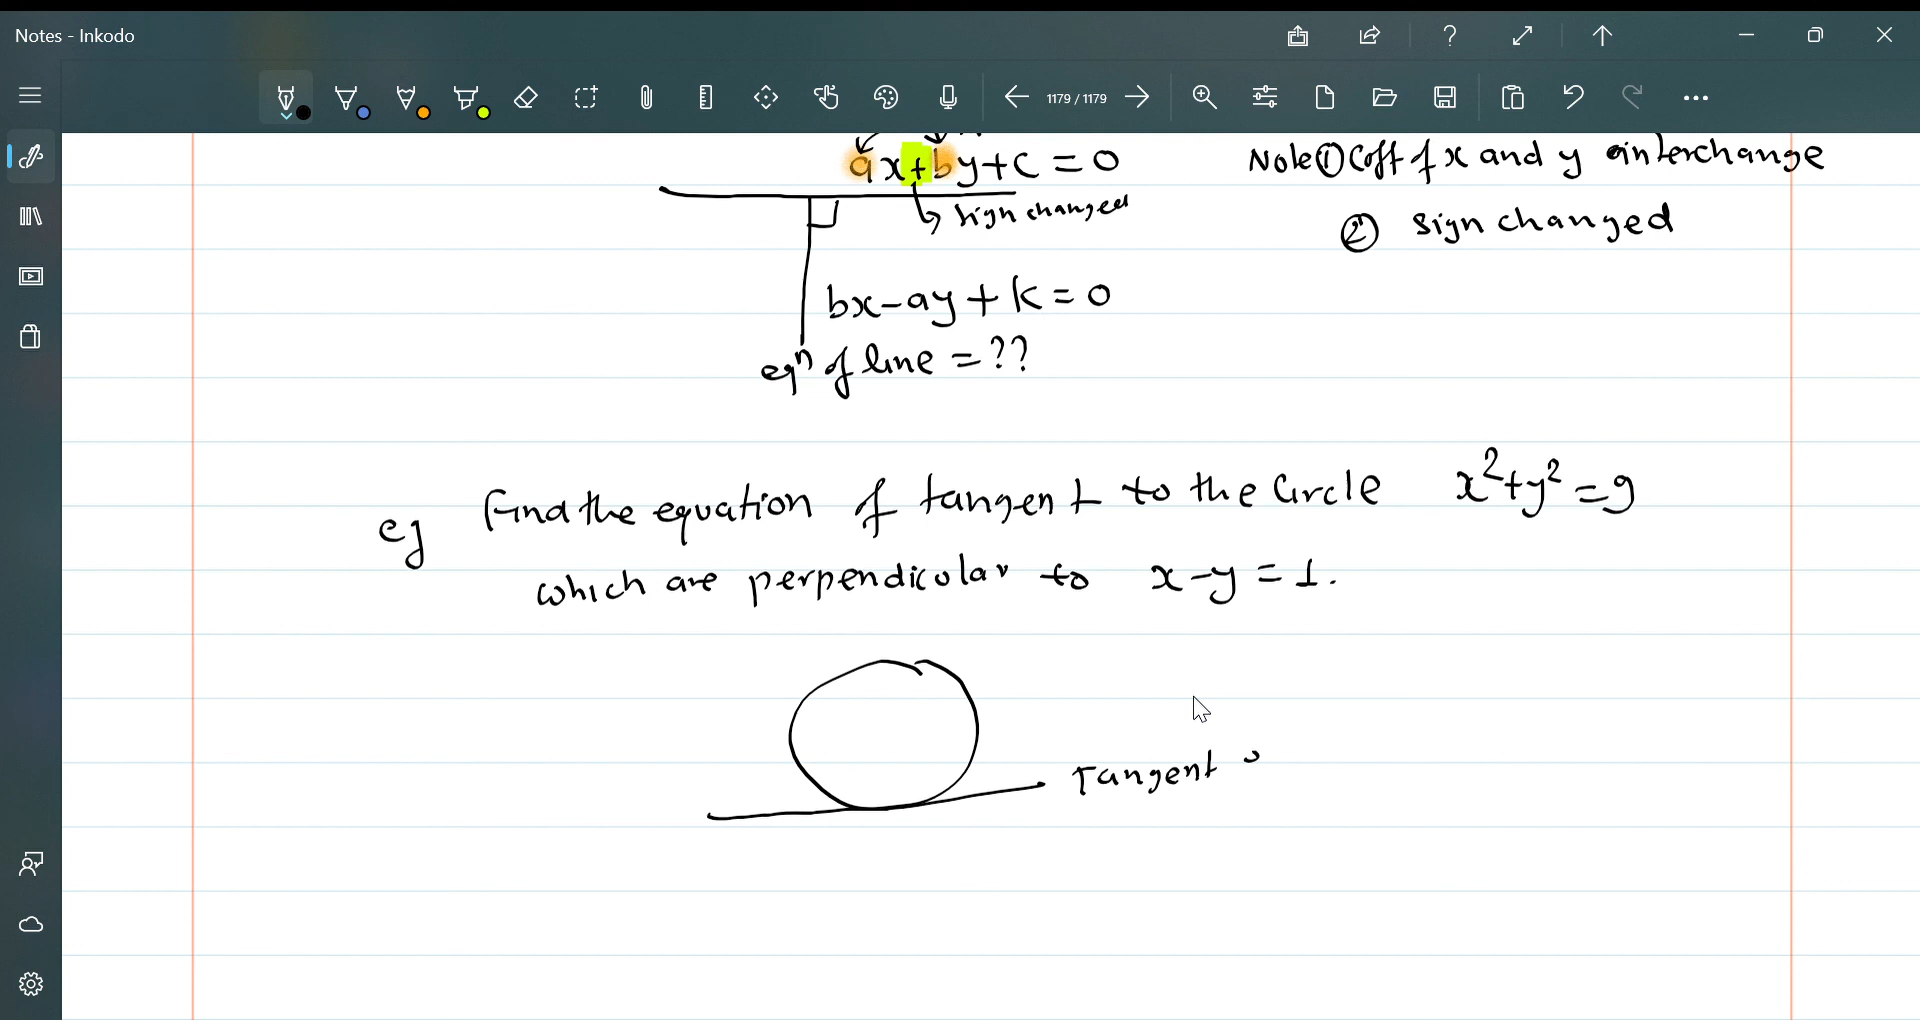 Notes - Inkodo
1179 / 1179
ax+by+c=0
Note① Coff of x and y interchange
sign changed
② sign changed
bx-ay+k=0
eqⁿ of line = ??
eg Find the equation of tangent to the circle x²+y²=9
which are perpendicular to x-y=1.
Tangent